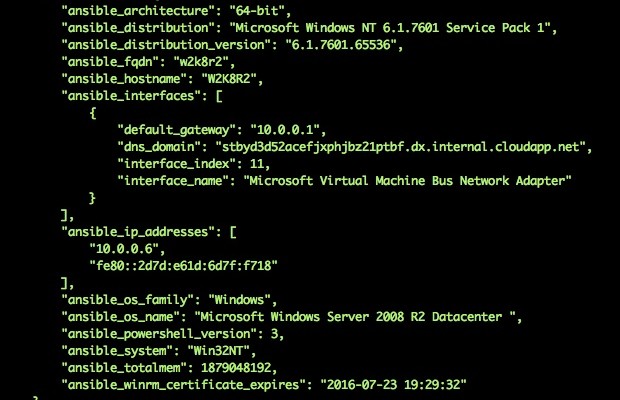 "ansible_architecture": "64-bit",
"ansible_distribution": "Microsoft Windows NT 6.1.7601 Service Pack 1",
"ansible_distribution_version": "6.1.7601.65536",
"ansible_fqdn": "w2k8r2",
"ansible_hostname": "W2K8R2",
"ansible_interfaces": [
{
"default_gateway": "10.0.0.1",
"dns_domain": "stbyd3d52acefjxphjbz21ptbf.dx.internal.cloudapp.net",
"interface_index": 11,
"interface_name": "Microsoft Virtual Machine Bus Network Adapter"
}
],
"ansible_ip_addresses": [
"10.0.0.6",
"fe80::2d7d:e61d:6d7f:f718"
],
"ansible_os_family": "Windows",
"ansible_os_name": "Microsoft Windows Server 2008 R2 Datacenter ",
"ansible_powershell_version": 3,
"ansible_system": "Win32NT",
"ansible_totalmem": 1879048192,
"ansible_winrm_certificate_expires": "2016-07-23 19:29:32"
}